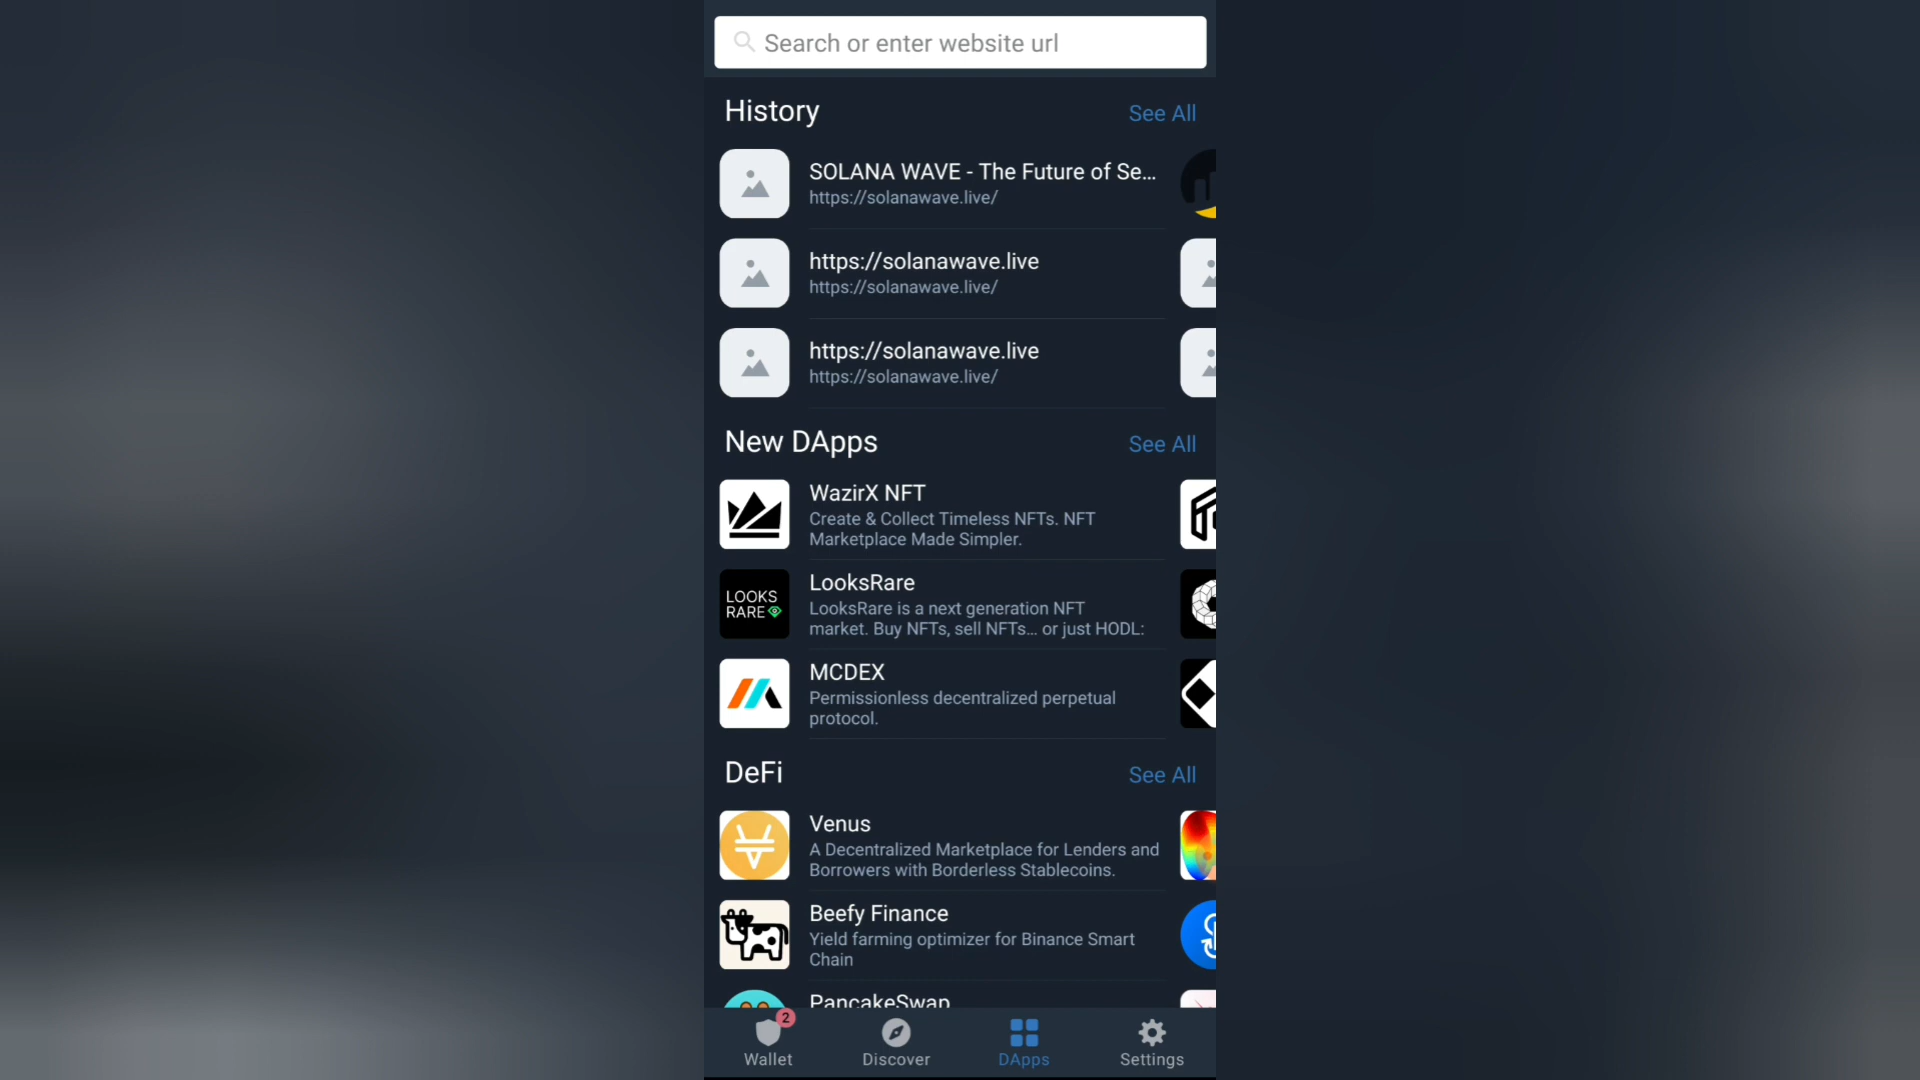 Search or enter website url
History
See All
SOLANA WAVE - The Future of Se...
https://solanawave.live/
https://solanawave.live
https://solanawave.live/
https://solanawave.live
https://solanawave.live/
New DApps
See All
WazirX NFT
Create & Collect Timeless NFTs. NFT
Marketplace Made Simpler.
LOOKS
RARE
LooksRare
LooksRare is a next generation NFT
market. Buy NFTs, sell NFTs... or just HODL:
MCDEX
Permissionless decentralized perpetual
protocol.
DeFi
See All
Venus
A Decentralized Marketplace for Lenders and
Borrowers with Borderless Stablecoins.
Beefy Finance
Yield farming optimizer for Binance Smart
Chain
PancakeSwap
2
Wallet
Discover
DApps
Settings